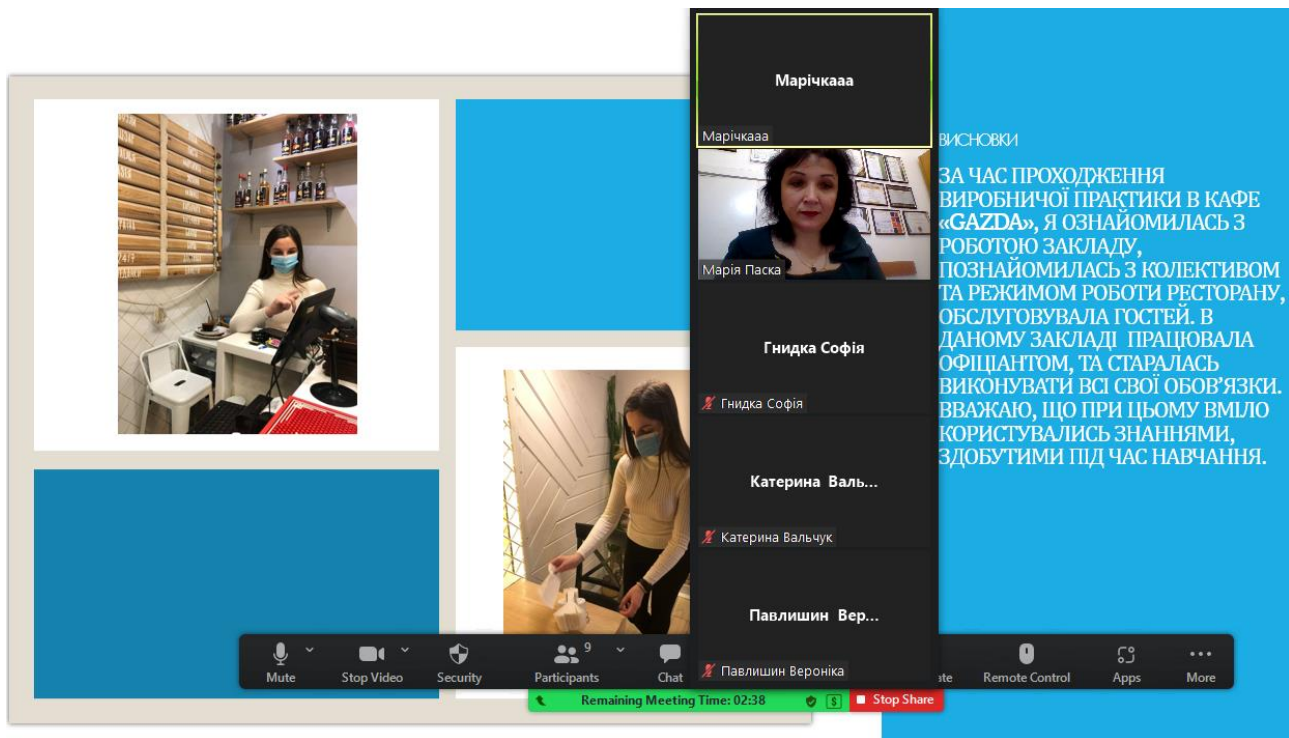 Марічкааа
Марічкааа
Марія Паска
Гнидка Софія
Гнидка Софія
Катерина Валь...
Катерина Вальчук
Павлишин Вер...
Павлишин Вероніка
ВИСНОВКИ
ЗА ЧАС ПРОХОДЖЕННЯ
ВИРОБНИЧОЇ ПРАКТИКИ В КАФЕ
«GAZDA», Я ОЗНАЙОМИЛАСЬ З
РОБОТОЮ ЗАКЛАДУ,
ПОЗНАЙОМИЛАСЬ З КОЛЕКТИВОМ
ТА РЕЖИМОМ РОБОТИ РЕСТОРАНУ,
ОБСЛУГОВУВАЛА ГОСТЕЙ. В
ДАНОМУ ЗАКЛАДІ ПРАЦЮВАЛА
ОФІЦІАНТОМ, ТА СТАРАЛАСЬ
ВИКОНУВАТИ ВСІ СВОЇ ОБОВ'ЯЗКИ.
ВВАЖАЮ, ЩО ПРИ ЦЬОМУ ВМІЛО
КОРИСТУВАЛИСЬ ЗНАННЯМИ,
ЗДОБУТИМИ ПІД ЧАС НАВЧАННЯ.
Mute
Stop Video
Security
9
Participants
Chat
te
Remote Control
Apps
More
Remaining Meeting Time: 02:38
$
Stop Share